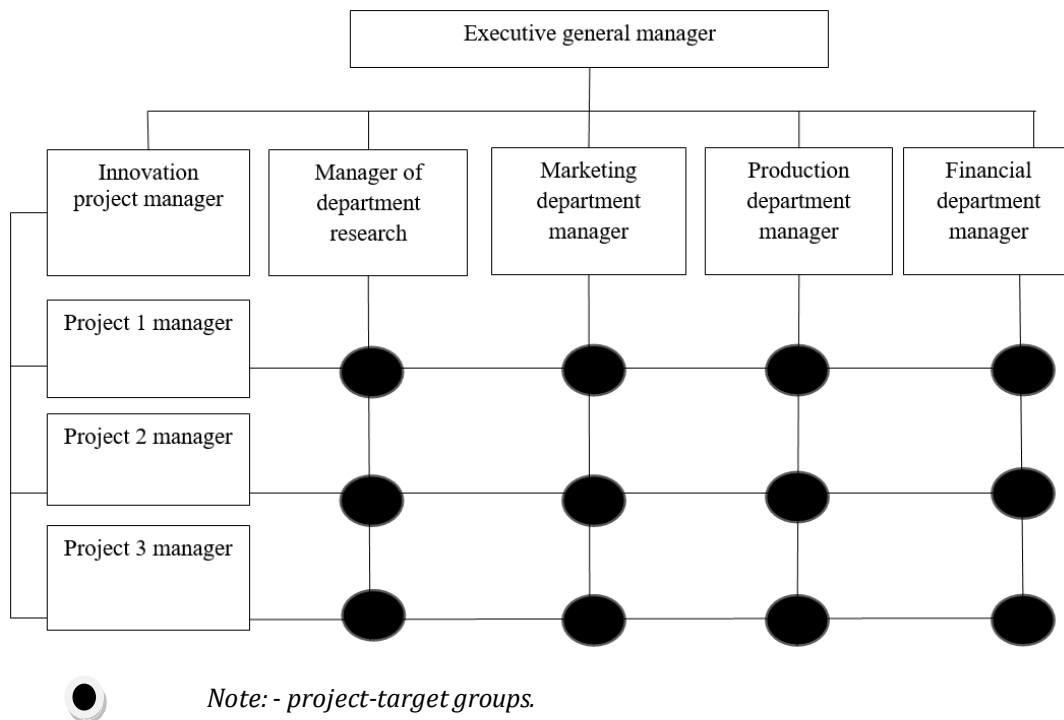 Executive general manager
Innovation
project manager
Manager of
department
research
Marketing
department
manager
Production
department
manager
Financial
department
manager
Project 1 manager
Project 2 manager
Project 3 manager
Note: - project-target groups.